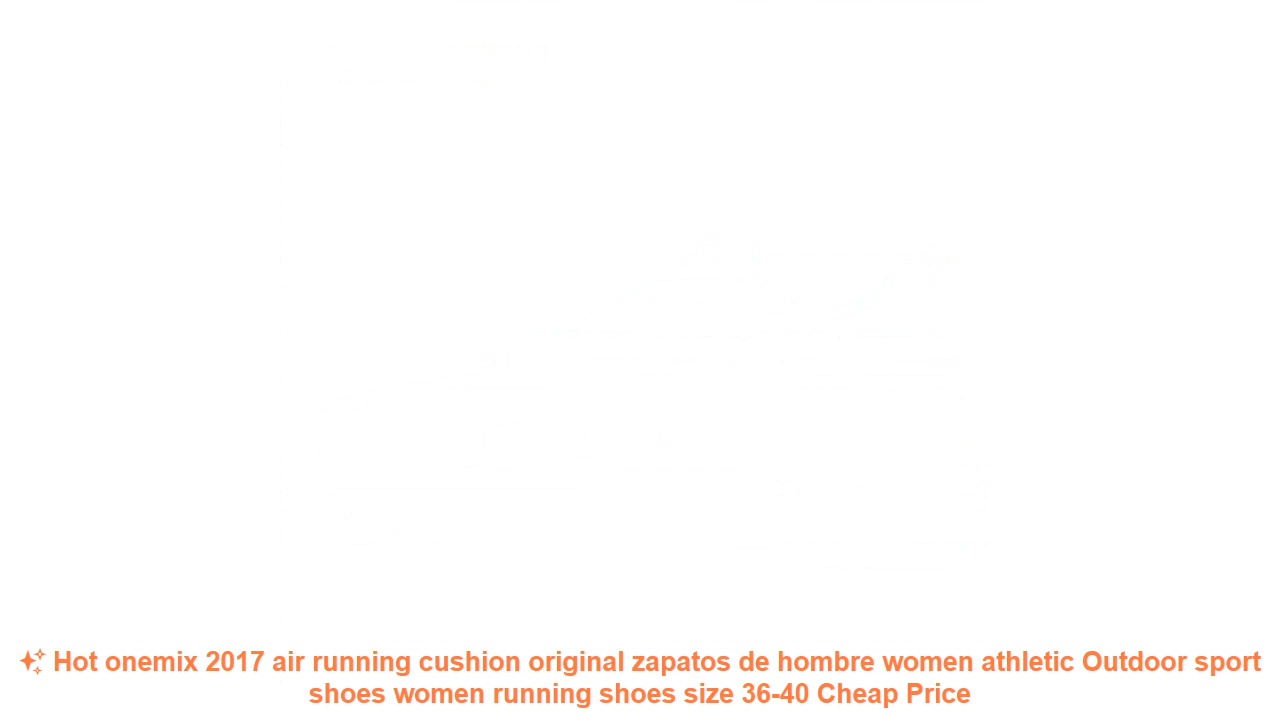 ✨ Hot onemix 2017 air running cushion original zapatos de hombre women athletic Outdoor sport
shoes women running shoes size 36-40 Cheap Price